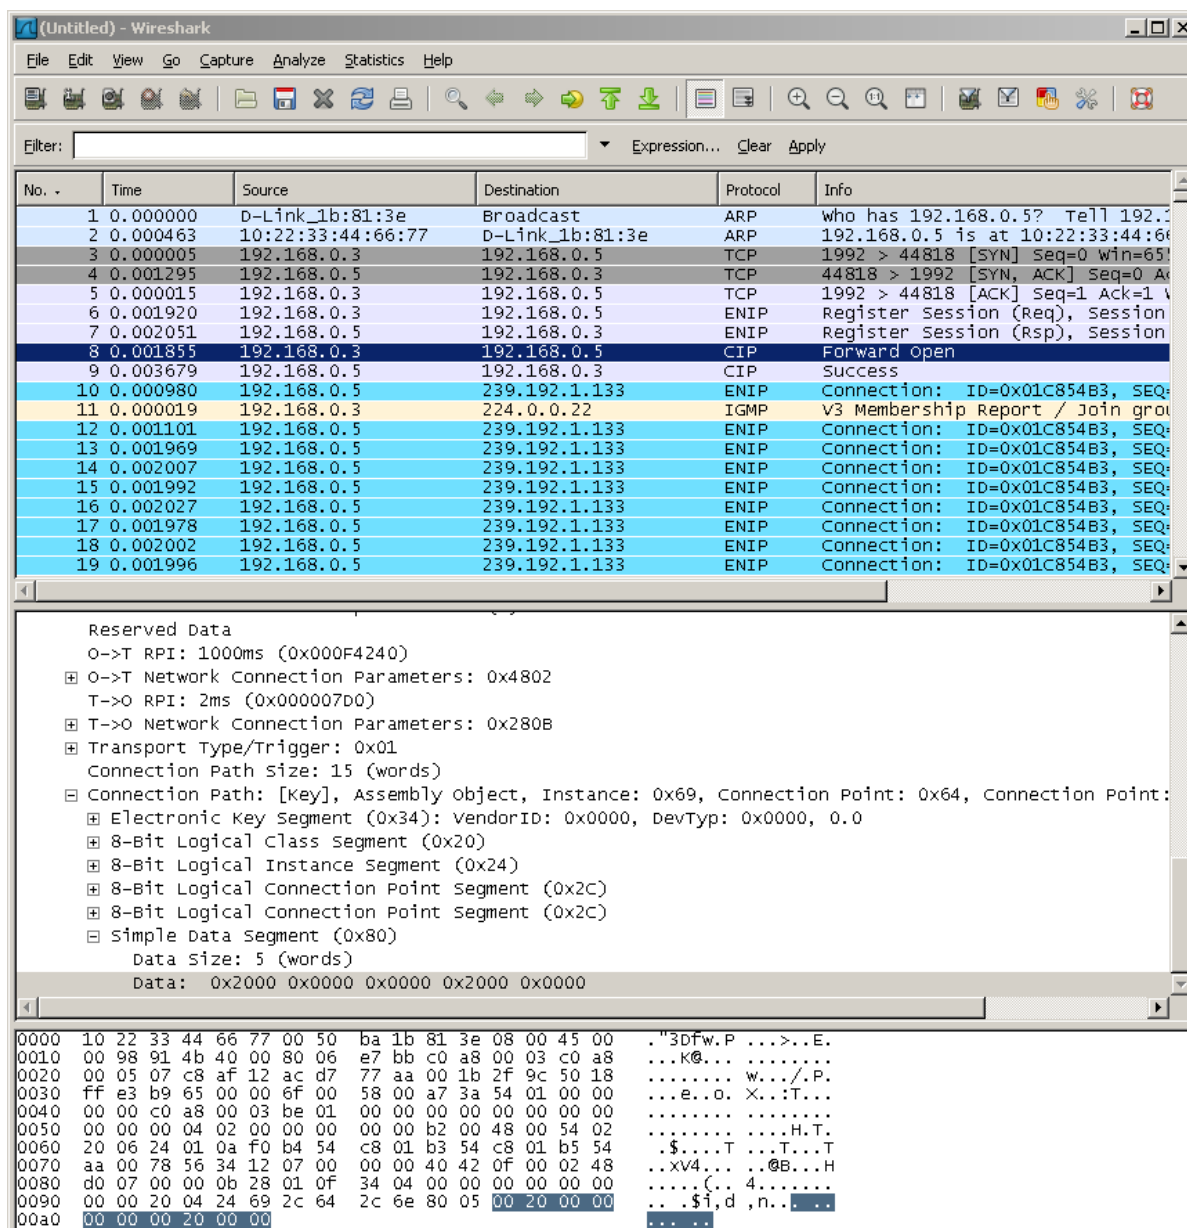 (Untitled) - Wireshark
File Edit View Go Capture Analyze Statistics Help
Filter: Expression... Clear Apply
No. Time Source Destination Protocol Info
1 0.000000 D-Link_1b:81:3e Broadcast ARP who has 192.168.0.5? Tell 192.1
2 0.000463 10:22:33:44:66:77 D-Link_1b:81:3e ARP 192.168.0.5 is at 10:22:33:44:66
3 0.000005 192.168.0.3 192.168.0.5 TCP 1992 > 44818 [SYN] Seq=0 Win=65
4 0.001295 192.168.0.5 192.168.0.3 TCP 44818 > 1992 [SYN, ACK] Seq=0 A
5 0.000015 192.168.0.3 192.168.0.5 TCP 1992 > 44818 [ACK] Seq=1 Ack=1
6 0.001920 192.168.0.3 192.168.0.5 ENIP Register Session (Req), Session
7 0.002051 192.168.0.5 192.168.0.3 ENIP Register Session (Rsp), Session
8 0.001855 192.168.0.3 192.168.0.5 CIP Forward Open
9 0.003679 192.168.0.5 192.168.0.3 CIP Success
10 0.000980 192.168.0.5 239.192.1.133 ENIP Connection: ID=0x01C854B3, SEQ
11 0.000019 192.168.0.3 224.0.0.22 IGMP V3 Membership Report / Join grou
12 0.001101 192.168.0.5 239.192.1.133 ENIP Connection: ID=0x01C854B3, SEQ
13 0.001969 192.168.0.5 239.192.1.133 ENIP Connection: ID=0x01C854B3, SEQ
14 0.002007 192.168.0.5 239.192.1.133 ENIP Connection: ID=0x01C854B3, SEQ
15 0.001992 192.168.0.5 239.192.1.133 ENIP Connection: ID=0x01C854B3, SEQ
16 0.002027 192.168.0.5 239.192.1.133 ENIP Connection: ID=0x01C854B3, SEQ
17 0.001978 192.168.0.5 239.192.1.133 ENIP Connection: ID=0x01C854B3, SEQ
18 0.002002 192.168.0.5 239.192.1.133 ENIP Connection: ID=0x01C854B3, SEQ
19 0.001996 192.168.0.5 239.192.1.133 ENIP Connection: ID=0x01C854B3, SEQ
Reserved Data
O->T RPI: 1000ms (0x000F4240)
O->T Network Connection Parameters: 0x4802
T->O RPI: 2ms (0x000007D0)
T->O Network Connection Parameters: 0x280B
Transport Type/Trigger: 0x01
Connection Path Size: 15 (words)
Connection Path: [Key], Assembly Object, Instance: 0x69, Connection Point: 0x64, Connection Point:
Electronic Key Segment (0x34): VendorID: 0x0000, DevTyp: 0x0000, 0.0
8-Bit Logical Class Segment (0x20)
8-Bit Logical Instance Segment (0x24)
8-Bit Logical Connection Point Segment (0x2C)
8-Bit Logical Connection Point Segment (0x2C)
Simple Data Segment (0x80)
Data Size: 5 (words)
Data: 0x2000 0x0000 0x0000 0x2000 0x0000
0000 10 22 33 44 66 77 00 50 ba 1b 81 3e 08 00 45 00 ."3Dfw.P ...>..E.
0010 00 98 91 4b 40 00 80 06 e7 bb c0 a8 00 03 c0 a8 ...K@... ........
0020 00 05 07 c8 af 12 ac d7 77 aa 00 1b 2f 9c 50 18 ........ w.../.P.
0030 ff e3 b9 65 00 00 6f 00 58 00 a7 3a 54 01 00 00 ...e..o. X..:T...
0040 00 00 c0 a8 00 03 be 01 00 00 00 00 00 00 00 00 ........ ........
0050 00 00 00 04 02 00 00 00 00 00 b2 00 48 00 54 02 ........ ....H.T.
0060 20 06 24 01 0a f0 b4 54 c8 01 b3 54 c8 01 b5 54 .$....T ...T...T
0070 aa 00 78 56 34 12 07 00 00 00 40 42 0f 00 02 48 ..xV4... ..@B...H
0080 d0 07 00 00 0b 28 01 0f 34 04 00 00 00 00 00 00 .....(.. 4.......
0090 00 00 20 04 24 69 2c 64 2c 6e 80 05 00 20 00 00 .. .$i,d ,n... ..
00a0 00 00 00 20 00 00 ... ..